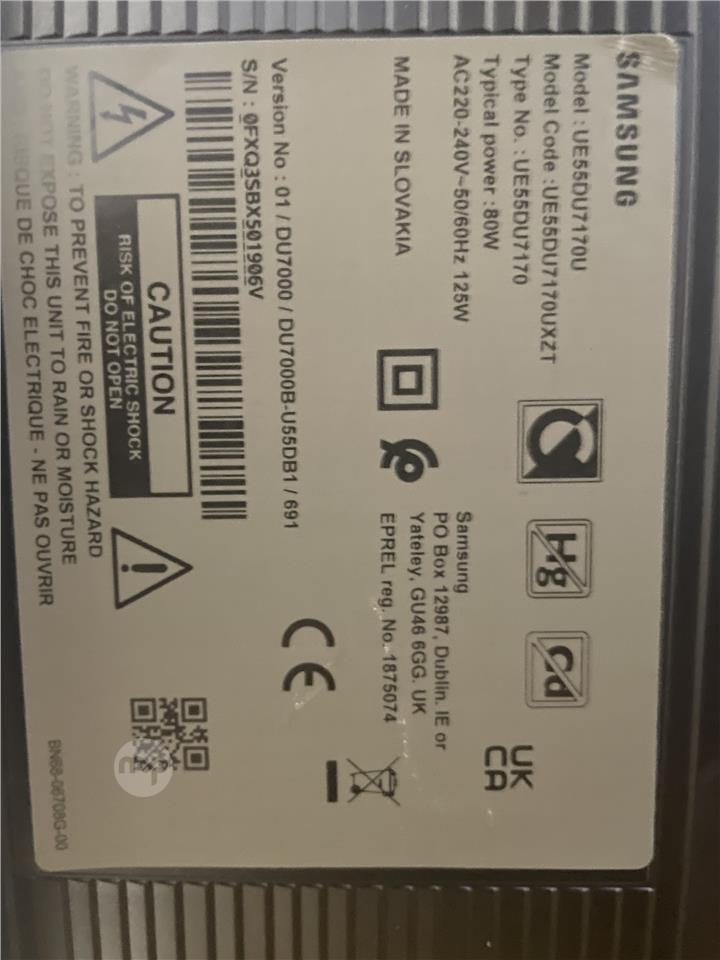 SAMSUNG
Model : UE55DU7170U
Model Code : UE55DU7170UXZT
Type No. : UE55DU7170
Typical power : 80W
AC220-240V~50/60Hz 125W
MADE IN SLOVAKIA
Hg
Cd
UK
CA
Samsung
PO Box 12987, Dublin. IE or
Yateley, GU46 6GG. UK
EPREL reg. No. 1875074
Version No : 01 / DU7000 / DU7000B-U55DB1 / 691
S/N : 0FXQ3SBX501906V
CE
CAUTION
RISK OF ELECTRIC SHOCK
DO NOT OPEN
WARNING : TO PREVENT FIRE OR SHOCK HAZARD
DO NOT EXPOSE THIS UNIT TO RAIN OR MOISTURE
DE CHOC ELECTRIQUE - NE PAS OUVRIR
BN68-06708G-00